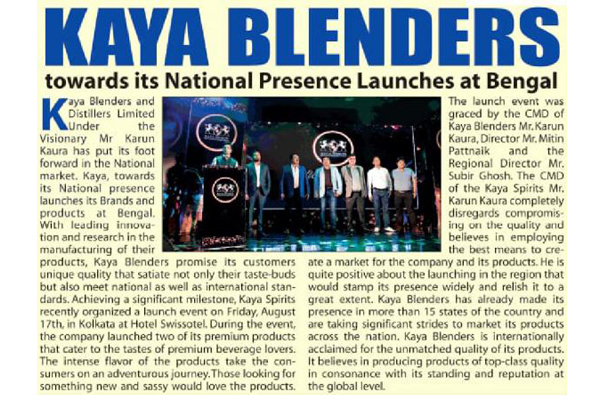 KAYA BLENDERS
towards its National Presence Launches at Bengal
Kaya Blenders and
Distillers Limited
Under the
Visionary Mr Karun
Kaura has put its foot
forward in the National
market. Kaya, towards
its National presence
launches its Brands and
products at Bengal.
With leading innova-
tion and research in the
manufacturing of their
products, Kaya Blenders promise its customers
unique quality that satiate not only their taste-buds
but also meet national as well as international stan-
dards. Achieving a significant milestone, Kaya Spirits
recently organized a launch event on Friday, August
17th, in Kolkata at Hotel Swissotel. During the event,
the company launched two of its premium products
that cater to the tastes of premium beverage lovers.
The intense flavor of the products take the con-
sumers on an adventurous journey. Those looking for
something new and sassy would love the products.
The launch event was
graced by the CMD of
Kaya Blenders Mr. Karun
Kaura, Director Mr. Mitin
Pattnaik and the
Regional Director Mr.
Subir Ghosh. The CMD
of the Kaya Spirits Mr.
Karun Kaura completely
disregards compromis-
ing on the quality and
believes in employing
the best means to cre-
ate a market for the company and its products. He is
quite positive about the launching in the region that
would stamp its presence widely and relish it to a
great extent. Kaya Blenders has already made its
presence in more than 15 states of the country and
are taking significant strides to market its products
across the nation. Kaya Blenders is internationally
acclaimed for the unmatched quality of its products.
It believes in producing products of top-class quality
in consonance with its standing and reputation at
the global level.